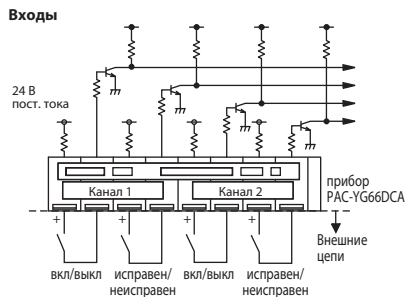 Входы
24 В
пост. тока
Канал 1
Канал 2
прибор
PAC-YG66DCA
+
+
+
+
Внешние
цепи
вкл/выкл
исправен/
неисправен
вкл/выкл
исправен/
неисправен